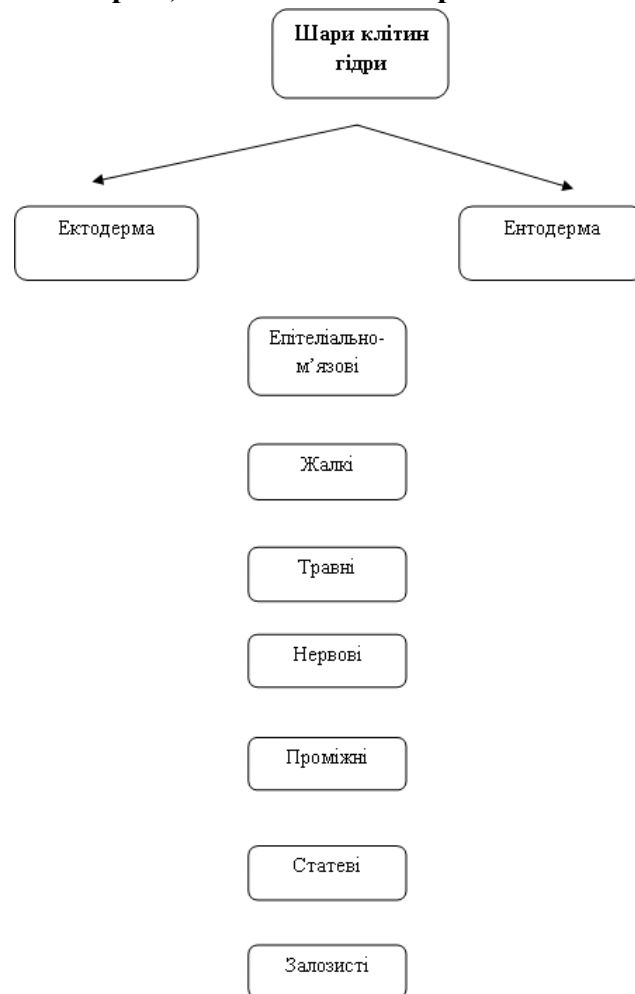 Шари клітин
гідри
Ектодерма
Ентодерма
Епітеліально-
м’язові
Жалкі
Травні
Нервові
Проміжні
Статеві
Залозисті